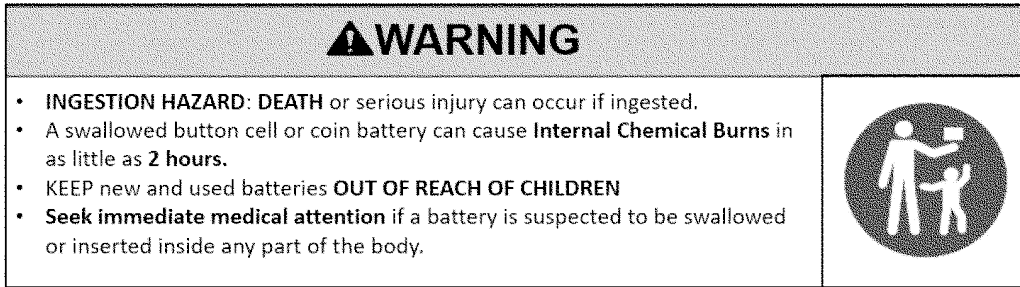 ⚠WARNING
• INGESTION HAZARD: DEATH or serious injury can occur if ingested.
• A swallowed button cell or coin battery can cause Internal Chemical Burns in
as little as 2 hours.
• KEEP new and used batteries OUT OF REACH OF CHILDREN
• Seek immediate medical attention if a battery is suspected to be swallowed
or inserted inside any part of the body.